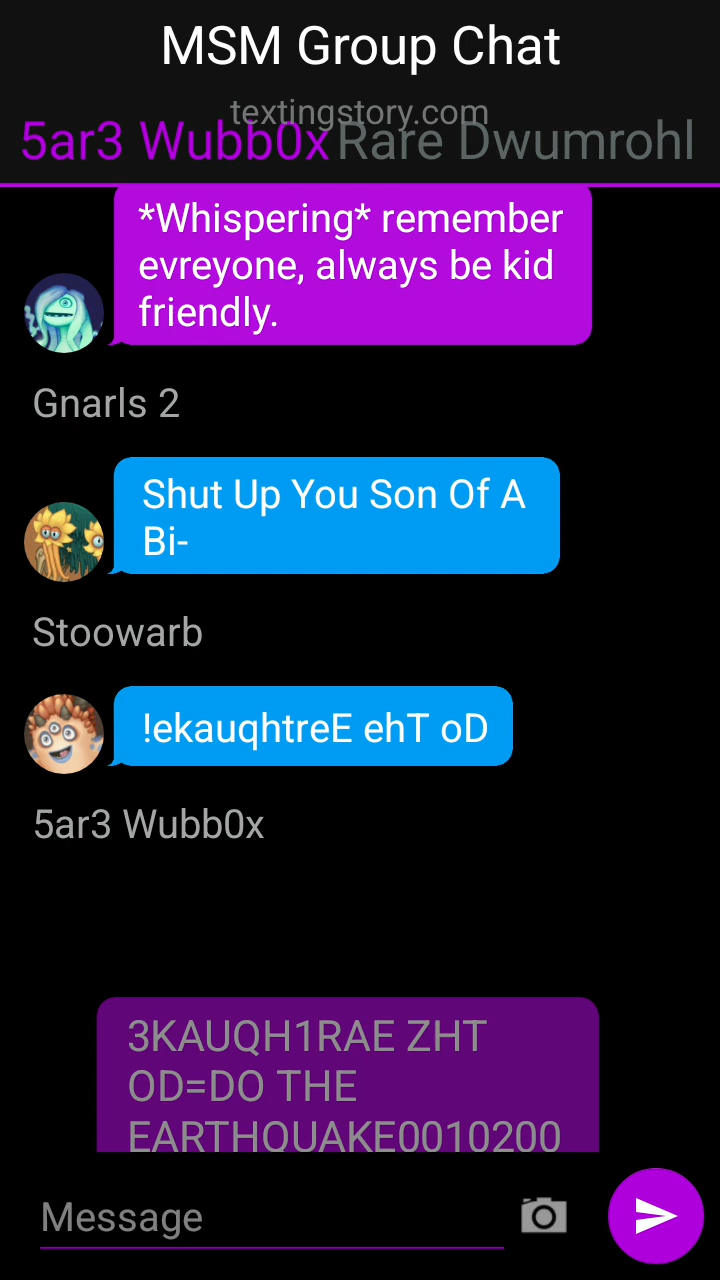 MSM Group Chat
textingstory.com
5ar3 Wubb0x Rare Dwumrohl
*Whispering* remember
evreyone, always be kid
friendly.
Gnarls 2
Shut Up You Son Of A
Bi-
Stoowarb
!ekauqhtreE ehT oD
5ar3 Wubb0x
3KAUQH1RAE ZHT
OD=DO THE
EARTHQUAKE0010200
Message